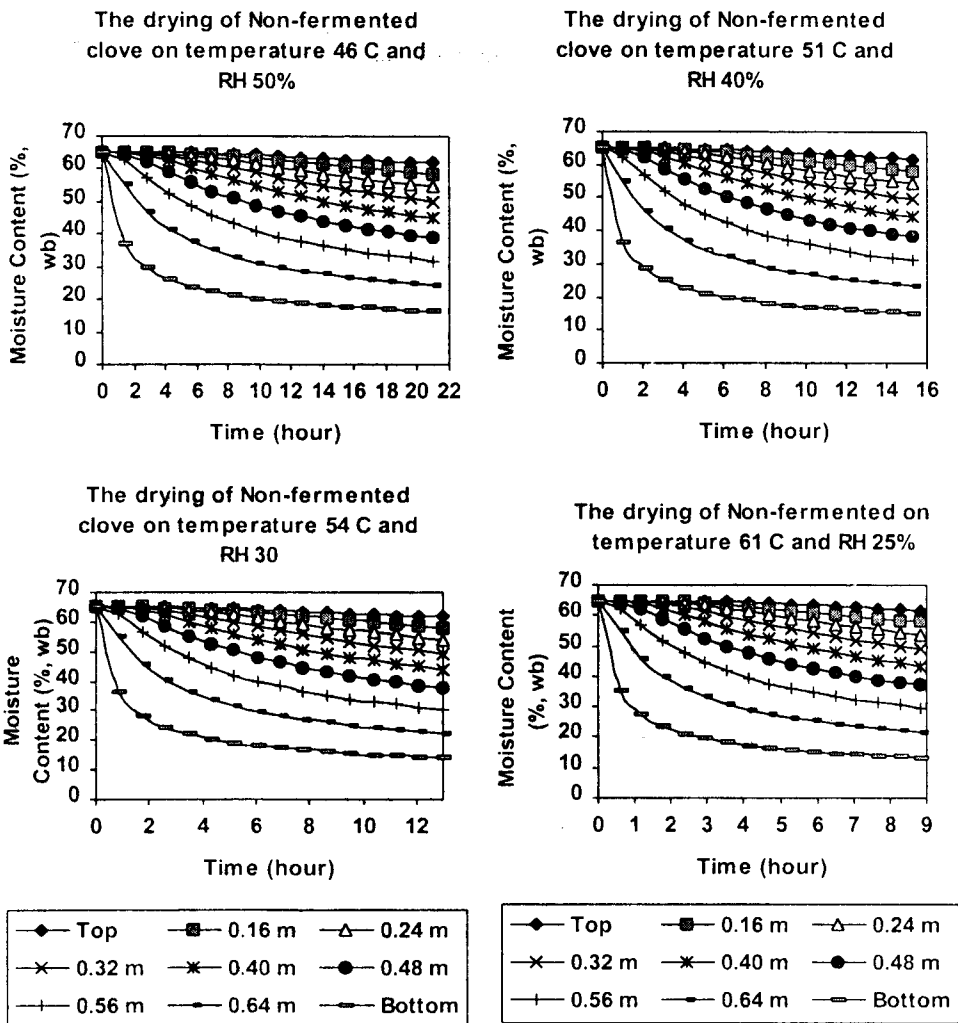 The drying of Non-fermented
clove on temperature 46 C and
RH 50%
Moisture Content (%,
wb)
70
60
50
40
30
20
10
0
0 2 4 6 8 10 12 14 16 18 20 22
Time (hour)
The drying of Non-fermented
clove on temperature 51 C and
RH 40%
Moisture Content (%,
wb)
70
60
50
40
30
20
10
0
0 2 4 6 8 10 12 14 16
Time (hour)
The drying of Non-fermented
clove on temperature 54 C and
RH 30
Moisture
Content (%, wb)
70
60
50
40
30
20
10
0
0 2 4 6 8 10 12
Time (hour)
The drying of Non-fermented on
temperature 61 C and RH 25%
Moisture Content
(%, wb)
70
60
50
40
30
20
10
0
0 1 2 3 4 5 6 7 8 9
Time (hour)
Top 0.16 m 0.24 m
0.32 m 0.40 m 0.48 m
0.56 m 0.64 m Bottom
Top 0.16 m 0.24 m
0.32 m 0.40 m 0.48 m
0.56 m 0.64 m Bottom